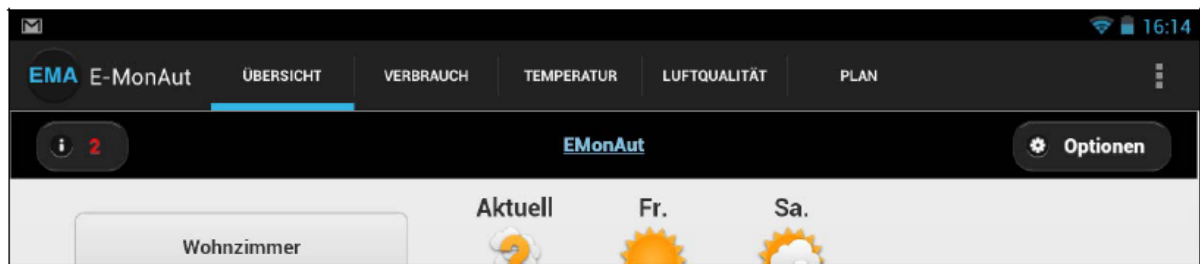 16:14
EMA E-MonAut ÜBERSICHT VERBRAUCH TEMPERATUR LUFTQUALITÄT PLAN
i 2 EMonAut Optionen
Aktuell Fr. Sa.
Wohnzimmer ?